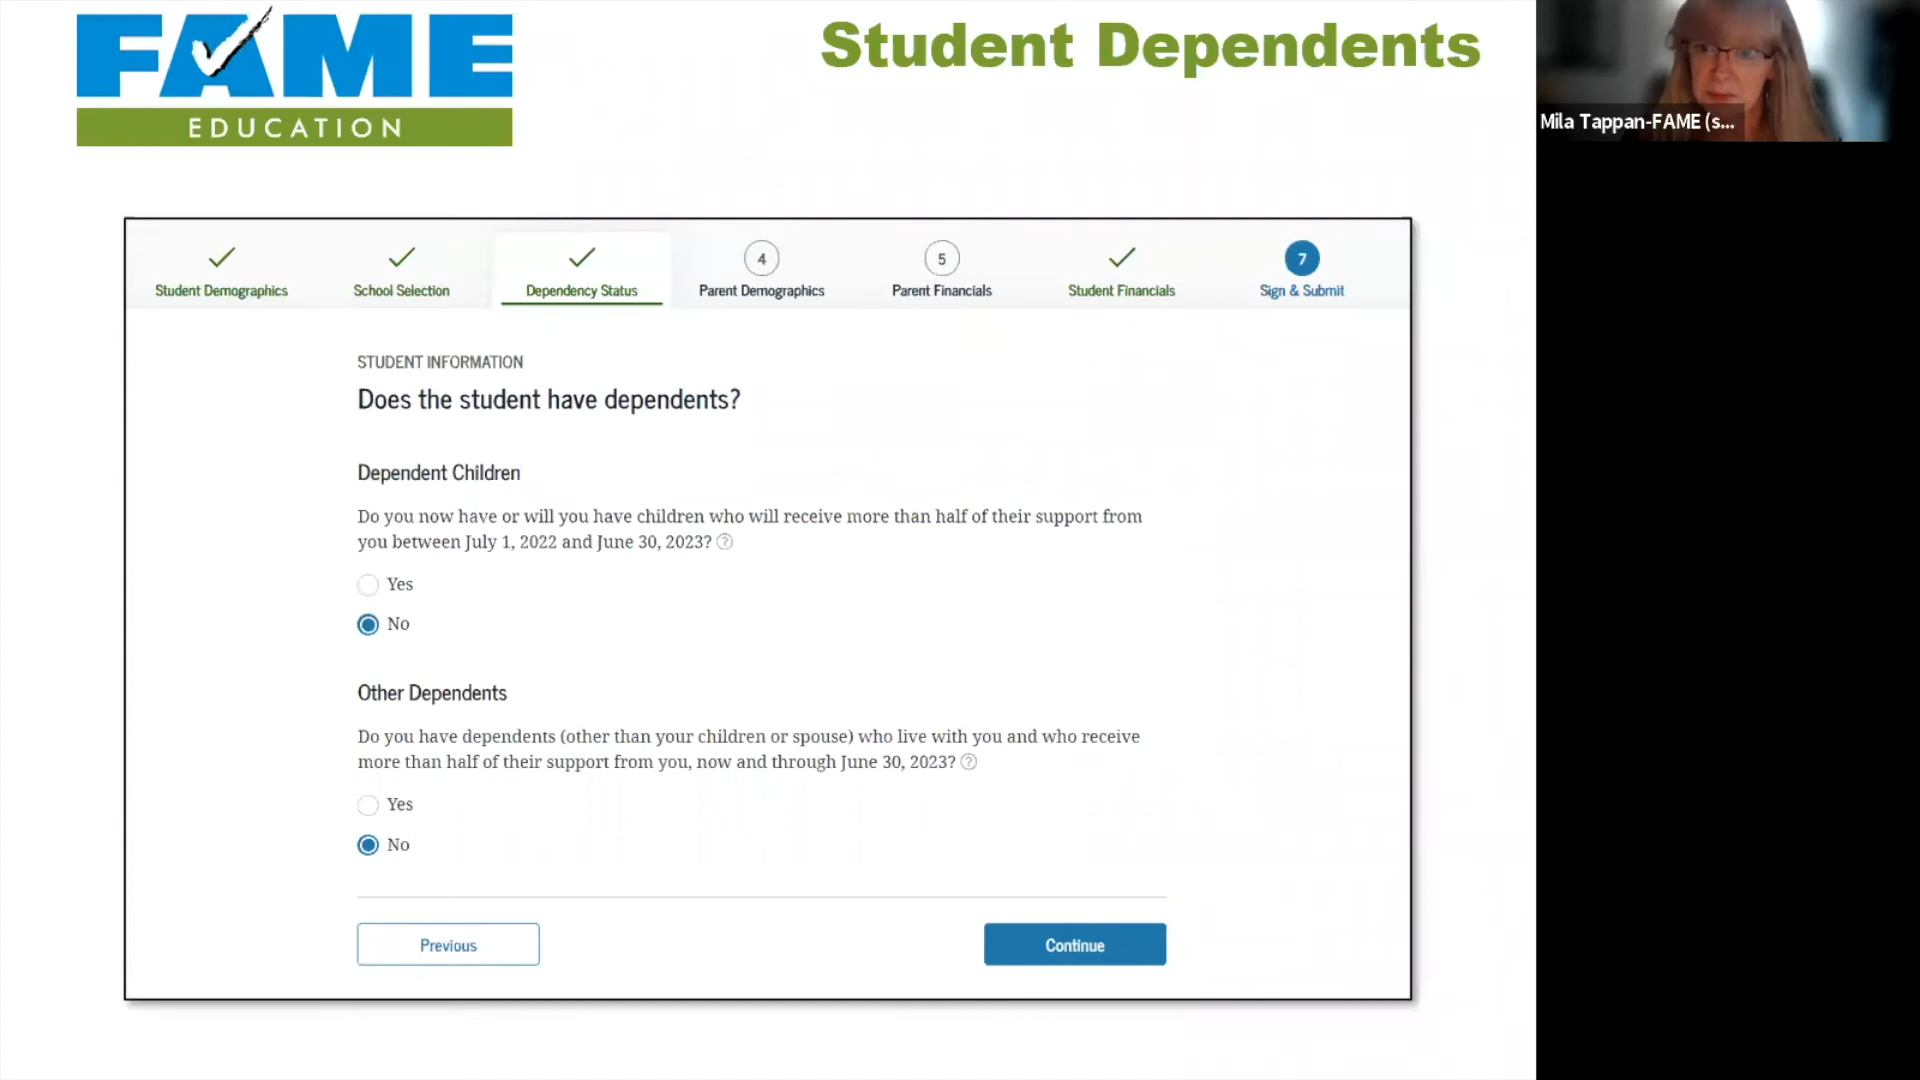 FAME
EDUCATION
Student Dependents
Mila Tappan-FAME (s...
4
5
7
Student Demographics
School Selection
Dependency Status
Parent Demographics
Parent Financials
Student Financials
Sign & Submit
STUDENT INFORMATION
Does the student have dependents?
Dependent Children
Do you now have or will you have children who will receive more than half of their support from
you between July 1, 2022 and June 30, 2023? ?
Yes
No
Other Dependents
Do you have dependents (other than your children or spouse) who live with you and who receive
more than half of their support from you, now and through June 30, 2023? ?
Yes
No
Previous
Continue